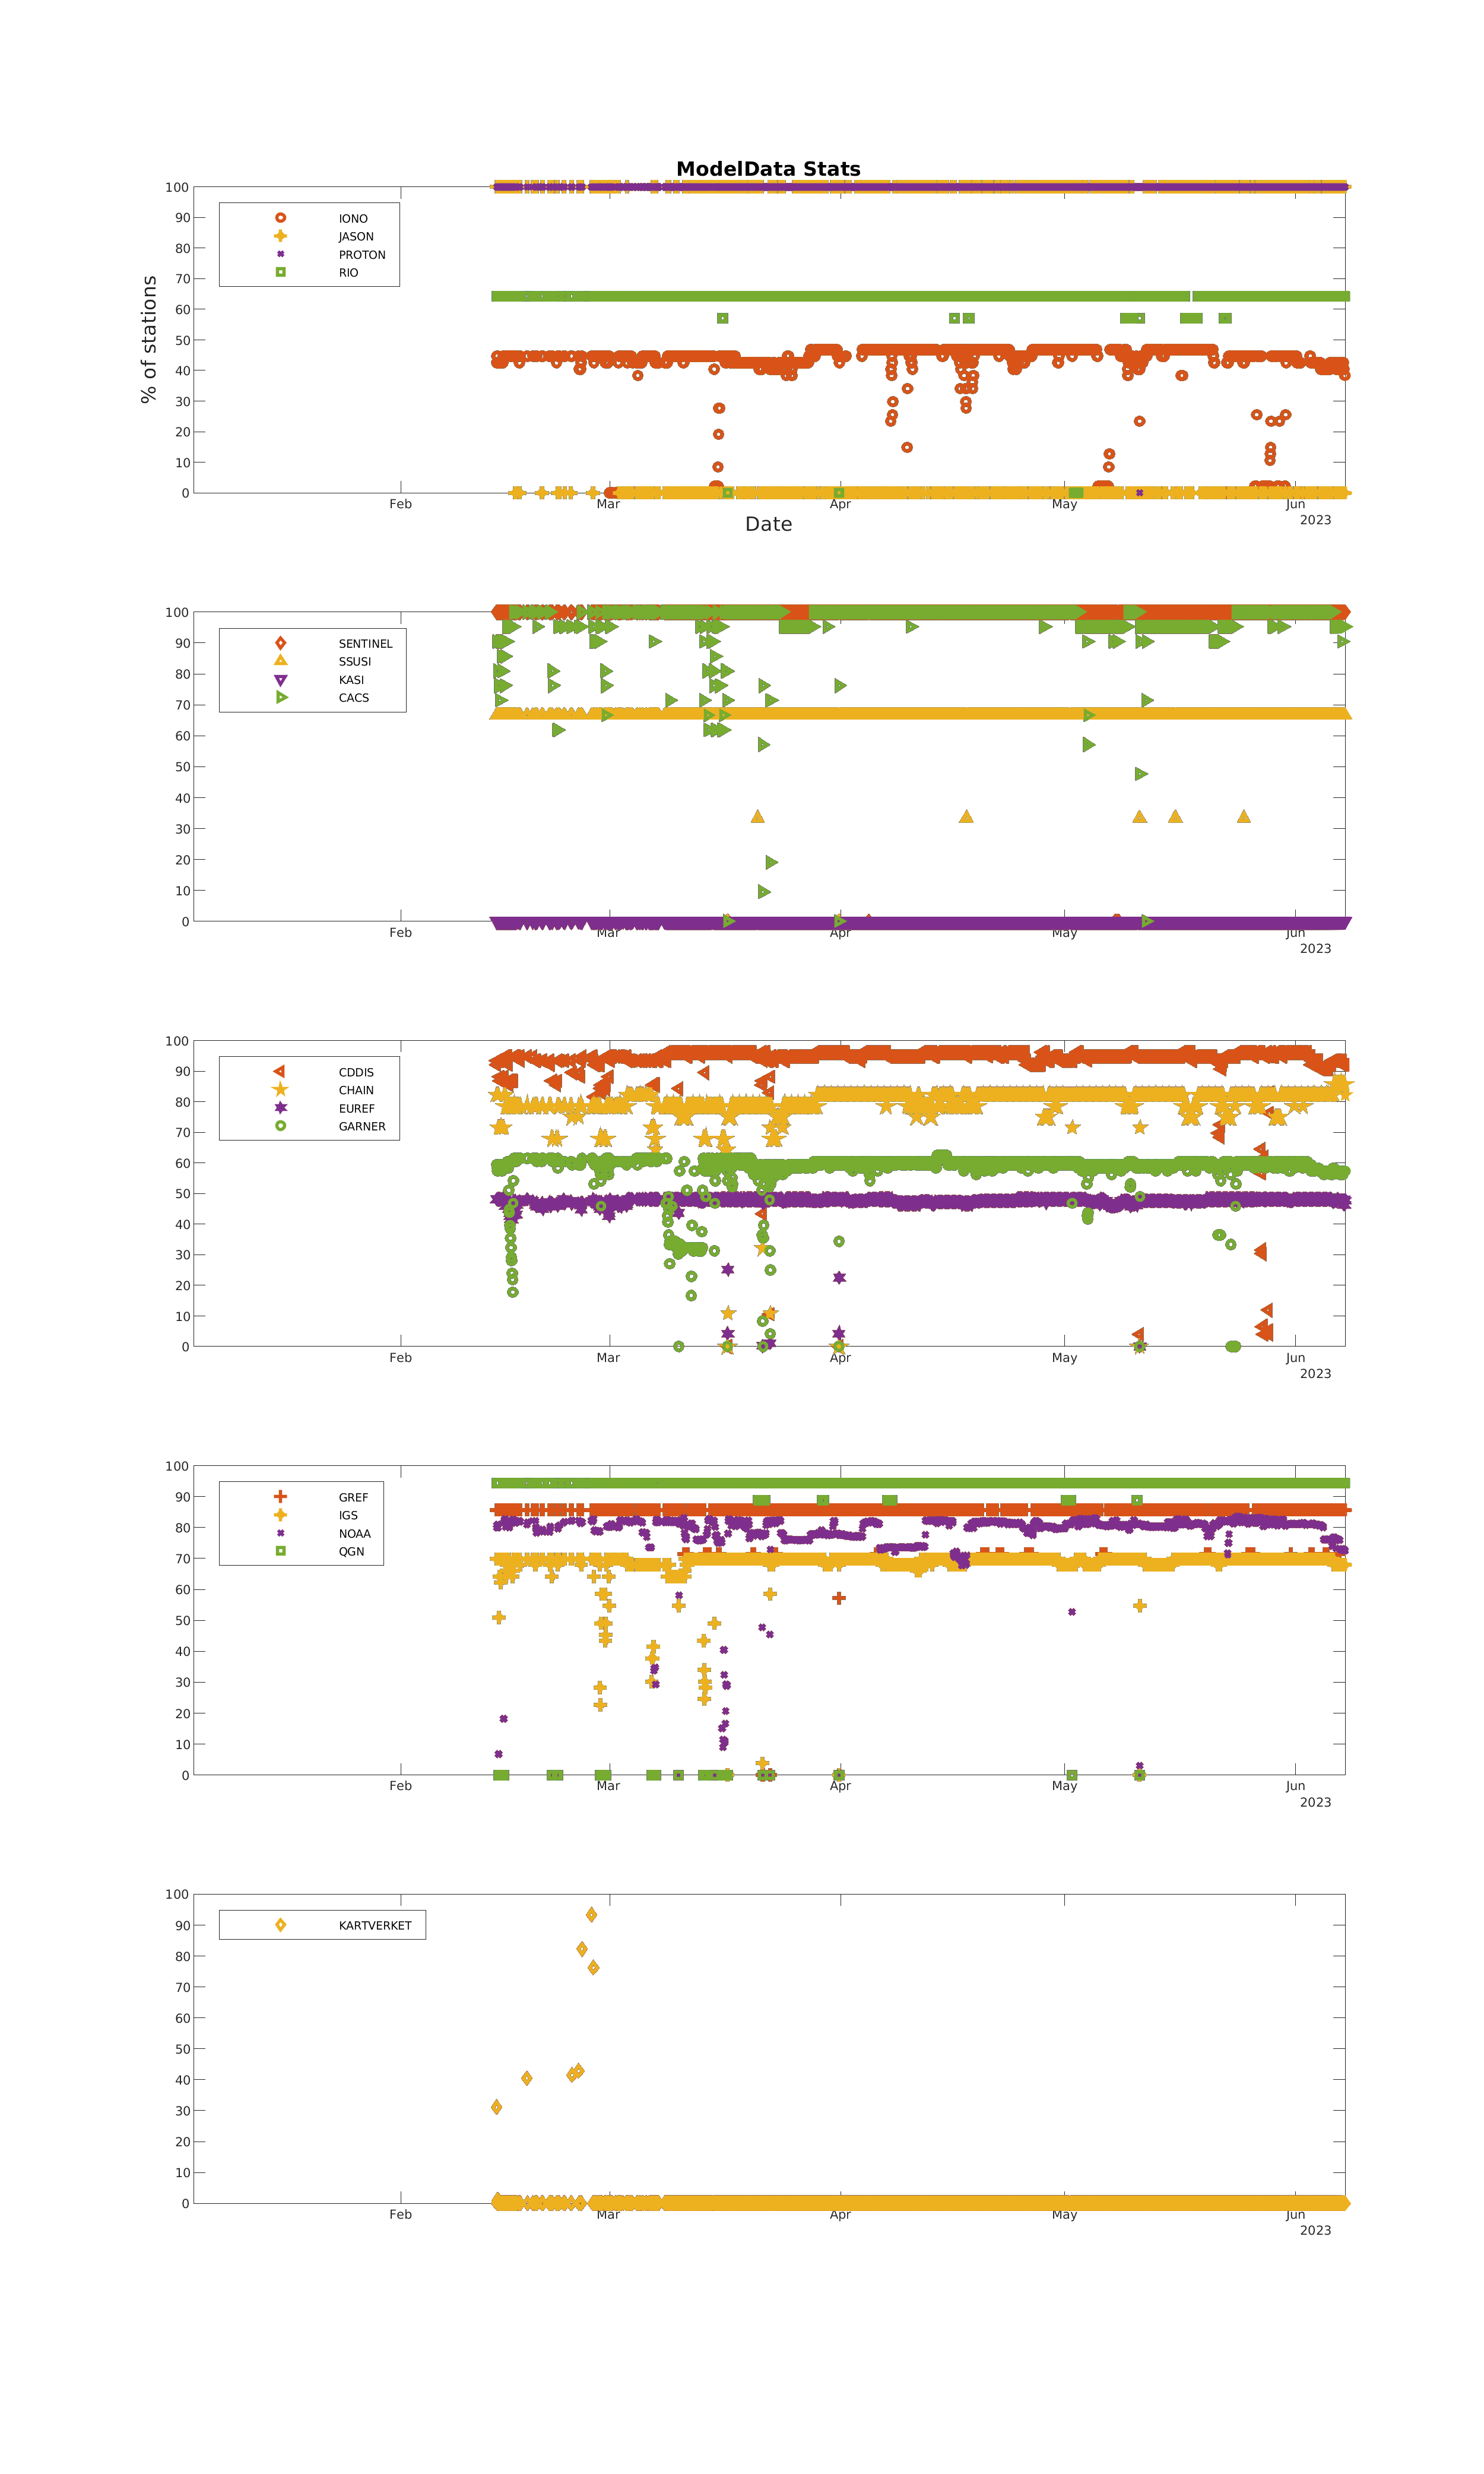 ModelData Stats
% of stations
100
90
80
70
60
50
40
30
20
10
0
IONO
JASON
PROTON
RIO
Feb Mar Apr May Jun
2023
Date
100
90
80
70
60
50
40
30
20
10
0
SENTINEL
SSUSI
KASI
CACS
Feb Mar Apr May Jun
2023
100
90
80
70
60
50
40
30
20
10
0
CDDIS
CHAIN
EUREF
GARNER
Feb Mar Apr May Jun
2023
100
90
80
70
60
50
40
30
20
10
0
GREF
IGS
NOAA
QGN
Feb Mar Apr May Jun
2023
100
90
80
70
60
50
40
30
20
10
0
KARTVERKET
Feb Mar Apr May Jun
2023